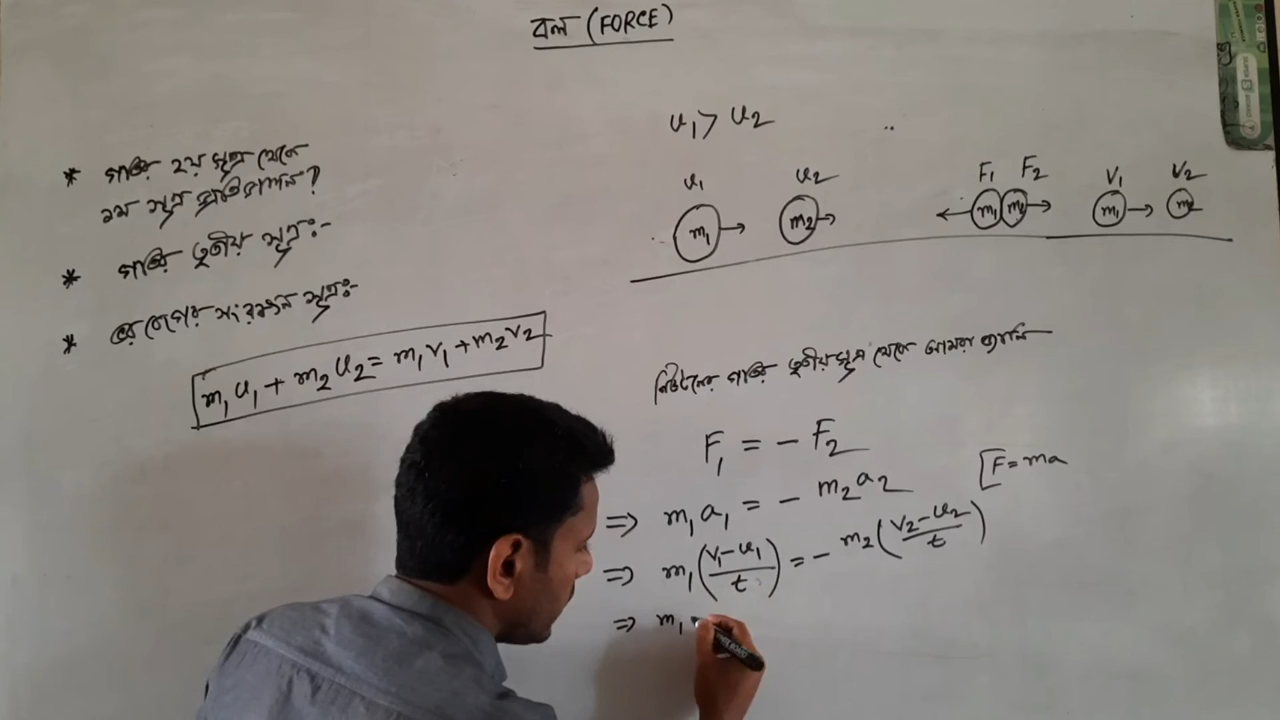 বল (FORCE)
* গতির ২য় সূত্র থেকে
১ম সূত্র প্রতিপাদন?
* গতির তৃতীয় সূত্রঃ-
* ভরবেগের সংরক্ষন সূত্রঃ-
m₁u₁ + m₂u₂ = m₁v₁ + m₂v₂
u₁ > u₂
u₁ u₂ F₁ F₂ V₁ V₂
m₁ m₂ m₁ m₂ m₁ m₂
নিউটনের গতির তৃতীয় সূত্র থেকে আমরা জানি
F₁ = - F₂
⇒ m₁a₁ = - m₂a₂ [F = ma
⇒ m₁(v₁-u₁/t) = - m₂(v₂-u₂/t)
⇒ m₁